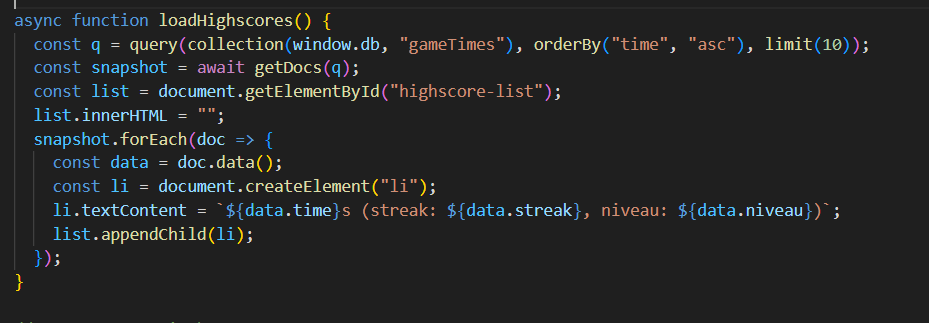 async function loadHighscores() {
  const q = query(collection(window.db, "gameTimes"), orderBy("time", "asc"), limit(10));
  const snapshot = await getDocs(q);
  const list = document.getElementById("highscore-list");
  list.innerHTML = "";
  snapshot.forEach(doc => {
    const data = doc.data();
    const li = document.createElement("li");
    li.textContent = `${data.time}s (streak: ${data.streak}, niveau: ${data.niveau})`;
    list.appendChild(li);
  });
}